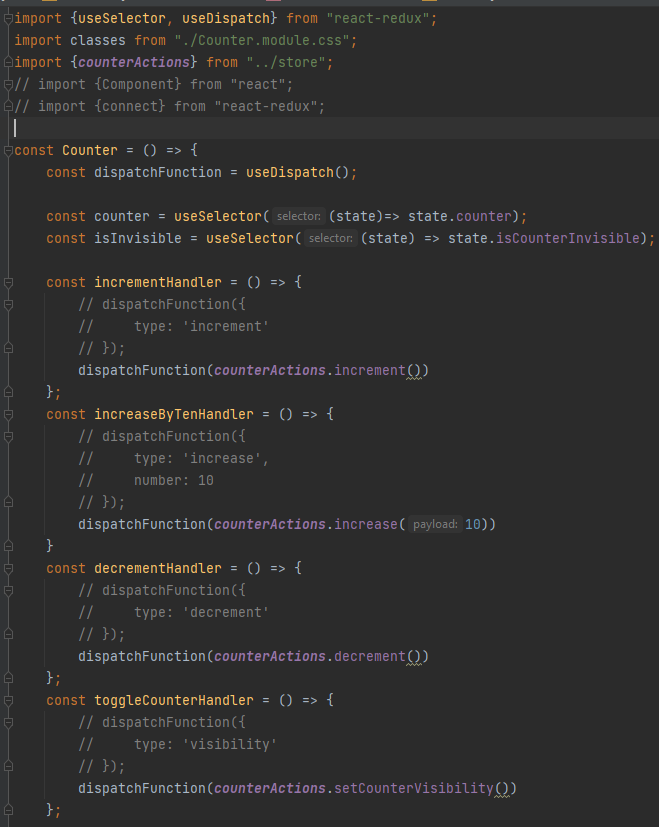 import {useSelector, useDispatch} from "react-redux";
import classes from "./Counter.module.css";
import {counterActions} from "../store";
// import {Component} from "react";
// import {connect} from "react-redux";
const Counter = () => {
    const dispatchFunction = useDispatch();
    const counter = useSelector( selector: (state)=> state.counter);
    const isInvisible = useSelector( selector: (state) => state.isCounterInvisible);
    const incrementHandler = () => {
        // dispatchFunction({
        //     type: 'increment'
        // });
        dispatchFunction(counterActions.increment())
    };
    const increaseByTenHandler = () => {
        // dispatchFunction({
        //     type: 'increase',
        //     number: 10
        // });
        dispatchFunction(counterActions.increase( payload: 10))
    }
    const decrementHandler = () => {
        // dispatchFunction({
        //     type: 'decrement'
        // });
        dispatchFunction(counterActions.decrement())
    };
    const toggleCounterHandler = () => {
        // dispatchFunction({
        //     type: 'visibility'
        // });
        dispatchFunction(counterActions.setCounterVisibility())
    };